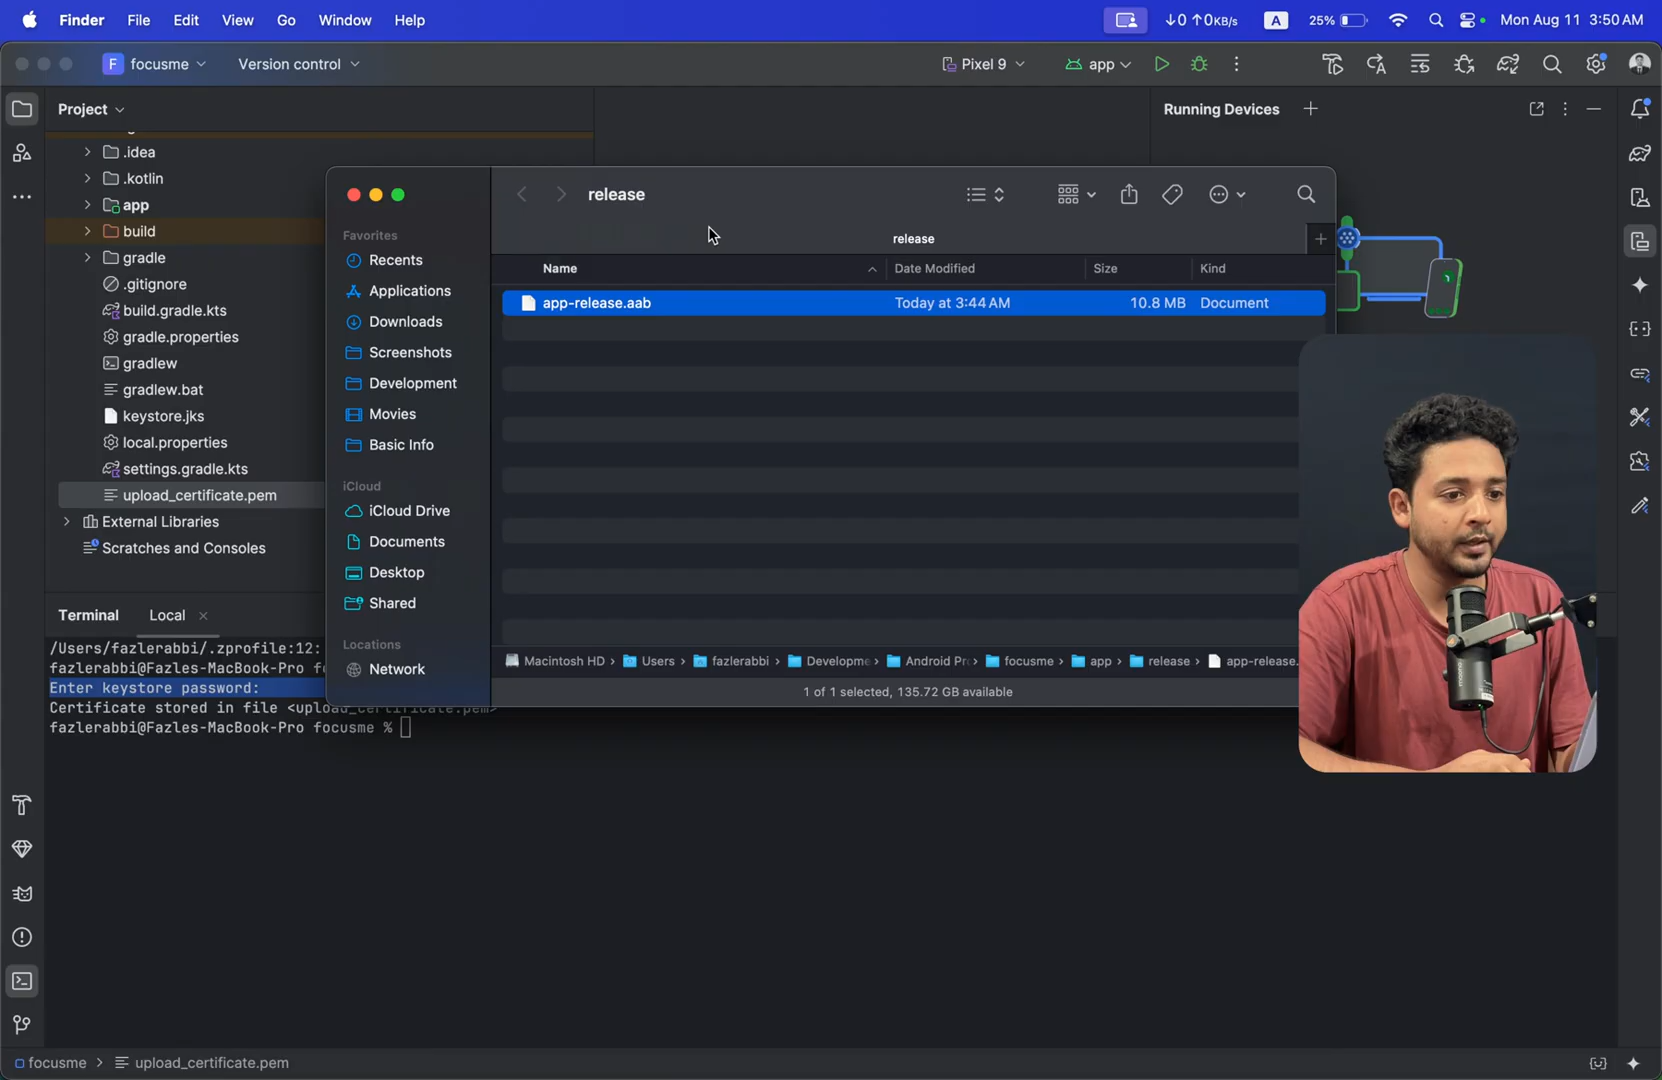 Finder File Edit View Go Window Help
↓0 ↑0KB/s A 25% Mon Aug 11 3:50 AM
F focusme Version control Pixel 9 app
Project
Running Devices
.idea
.kotlin
app
build
gradle
.gitignore
build.gradle.kts
gradle.properties
gradlew
gradlew.bat
keystore.jks
local.properties
settings.gradle.kts
upload_certificate.pem
External Libraries
Scratches and Consoles
release
Favorites
Recents
Applications
Downloads
Screenshots
Development
Movies
Basic Info
iCloud
iCloud Drive
Documents
Desktop
Shared
Locations
Network
release
Name Date Modified Size Kind
app-release.aab Today at 3:44 AM 10.8 MB Document
Macintosh HD › Users › fazlerabbi › Developme › Android Pr › focusme › app › release › app-release.
1 of 1 selected, 135.72 GB available
Terminal Local
/Users/fazlerabbi/.zprofile:12:
fazlerabbi@Fazles-MacBook-Pro fo
Enter keystore password:
Certificate stored in file <upload_certificate.pem>
fazlerabbi@Fazles-MacBook-Pro focusme %
focusme > upload_certificate.pem